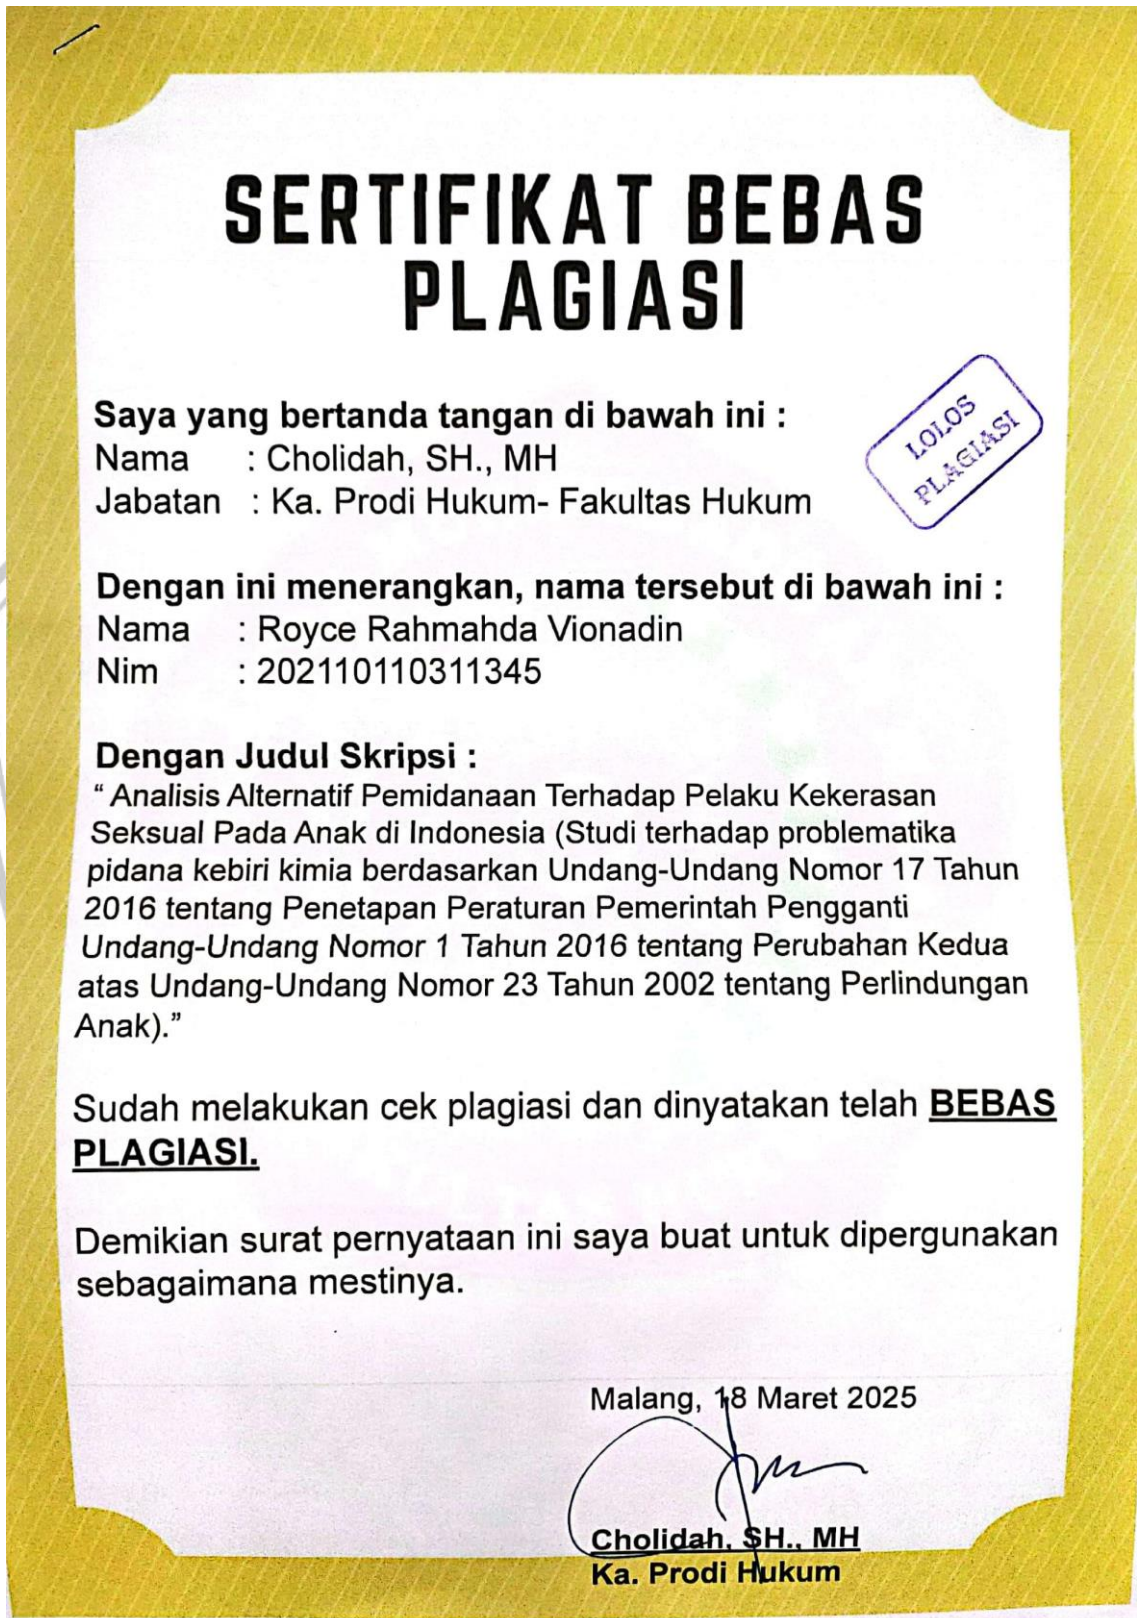 SERTIFIKAT BEBAS
PLAGIASI
LOLOS
PLAGIASI
Saya yang bertanda tangan di bawah ini :
Nama : Cholidah, SH., MH
Jabatan : Ka. Prodi Hukum- Fakultas Hukum
Dengan ini menerangkan, nama tersebut di bawah ini :
Nama : Royce Rahmahda Vionadin
Nim : 202110110311345
Dengan Judul Skripsi :
“ Analisis Alternatif Pemidanaan Terhadap Pelaku Kekerasan
Seksual Pada Anak di Indonesia (Studi terhadap problematika
pidana kebiri kimia berdasarkan Undang-Undang Nomor 17 Tahun
2016 tentang Penetapan Peraturan Pemerintah Pengganti
Undang-Undang Nomor 1 Tahun 2016 tentang Perubahan Kedua
atas Undang-Undang Nomor 23 Tahun 2002 tentang Perlindungan
Anak).”
Sudah melakukan cek plagiasi dan dinyatakan telah BEBAS
PLAGIASI.
Demikian surat pernyataan ini saya buat untuk dipergunakan
sebagaimana mestinya.
Malang, 18 Maret 2025
Cholidah, SH., MH
Ka. Prodi Hukum